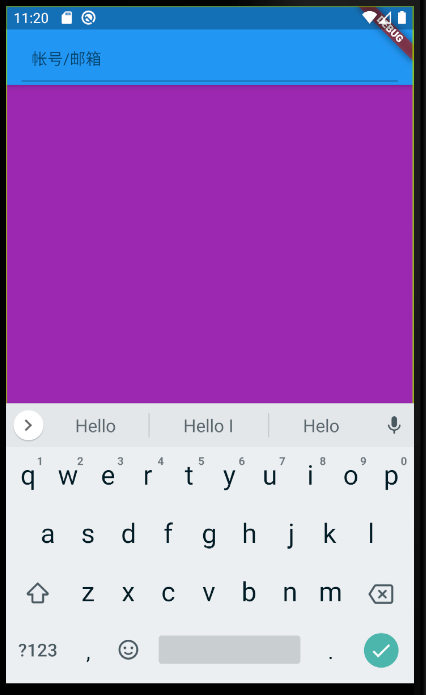 11:20
DEBUG
帐号/邮箱
Hello Hello I Helo
1 2 3 4 5 6 7 8 9 0
q w e r t y u i o p
a s d f g h j k l
z x c v b n m
?123 , .